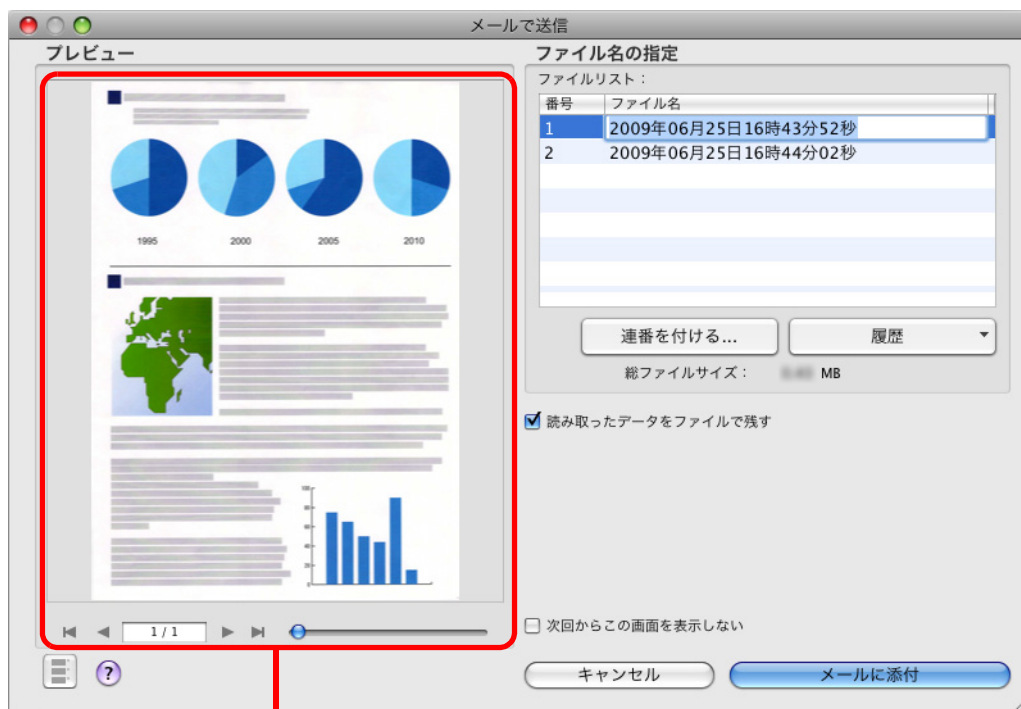 メールで送信
プレビュー
1995 2000 2005 2010
100
80
60
40
20
0
1 / 1
?
ファイル名の指定
ファイルリスト：
番号 ファイル名
1 2009年06月25日16時43分52秒
2 2009年06月25日16時44分02秒
連番を付ける...
履歴
総ファイルサイズ： MB
読み取ったデータをファイルで残す
次回からこの画面を表示しない
キャンセル
メールに添付